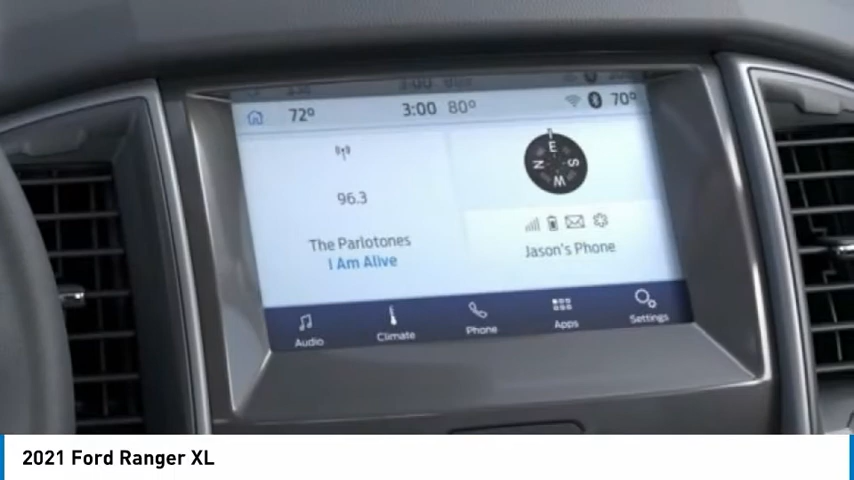 72° 3:00 80° 70°
96.3
The Parlotones
I Am Alive
E
N S
W
Jason's Phone
Audio Climate Phone Apps Settings
2021 Ford Ranger XL